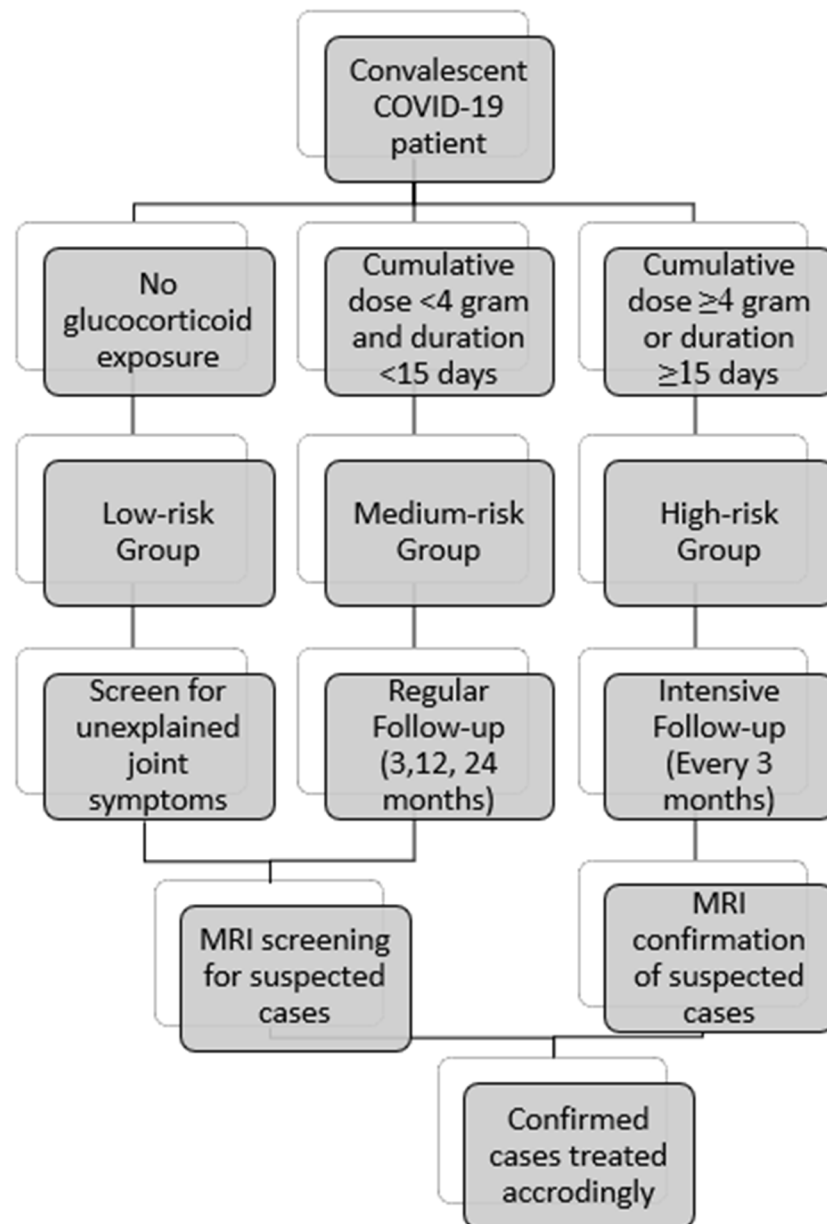 Convalescent
COVID-19
patient
No
glucocorticoid
exposure
Cumulative
dose <4 gram
and duration
<15 days
Cumulative
dose ≥4 gram
or duration
≥15 days
Low-risk
Group
Medium-risk
Group
High-risk
Group
Screen for
unexplained
joint
symptoms
Regular
Follow-up
(3,12, 24
months)
Intensive
Follow-up
(Every 3
months)
MRI screening
for suspected
cases
MRI
confirmation
of suspected
cases
Confirmed
cases treated
accrodingly